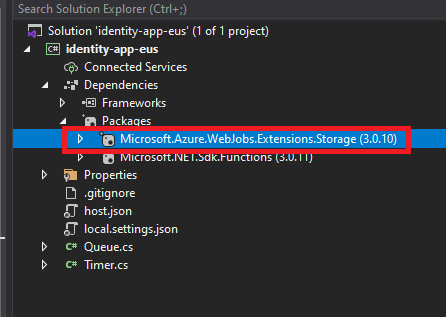 Search Solution Explorer (Ctrl+;)
Solution 'identity-app-eus' (1 of 1 project)
C# identity-app-eus
Connected Services
Dependencies
Frameworks
Packages
Microsoft.Azure.WebJobs.Extensions.Storage (3.0.10)
Microsoft.NET.Sdk.Functions (3.0.11)
Properties
.gitignore
host.json
local.settings.json
C# Queue.cs
C# Timer.cs